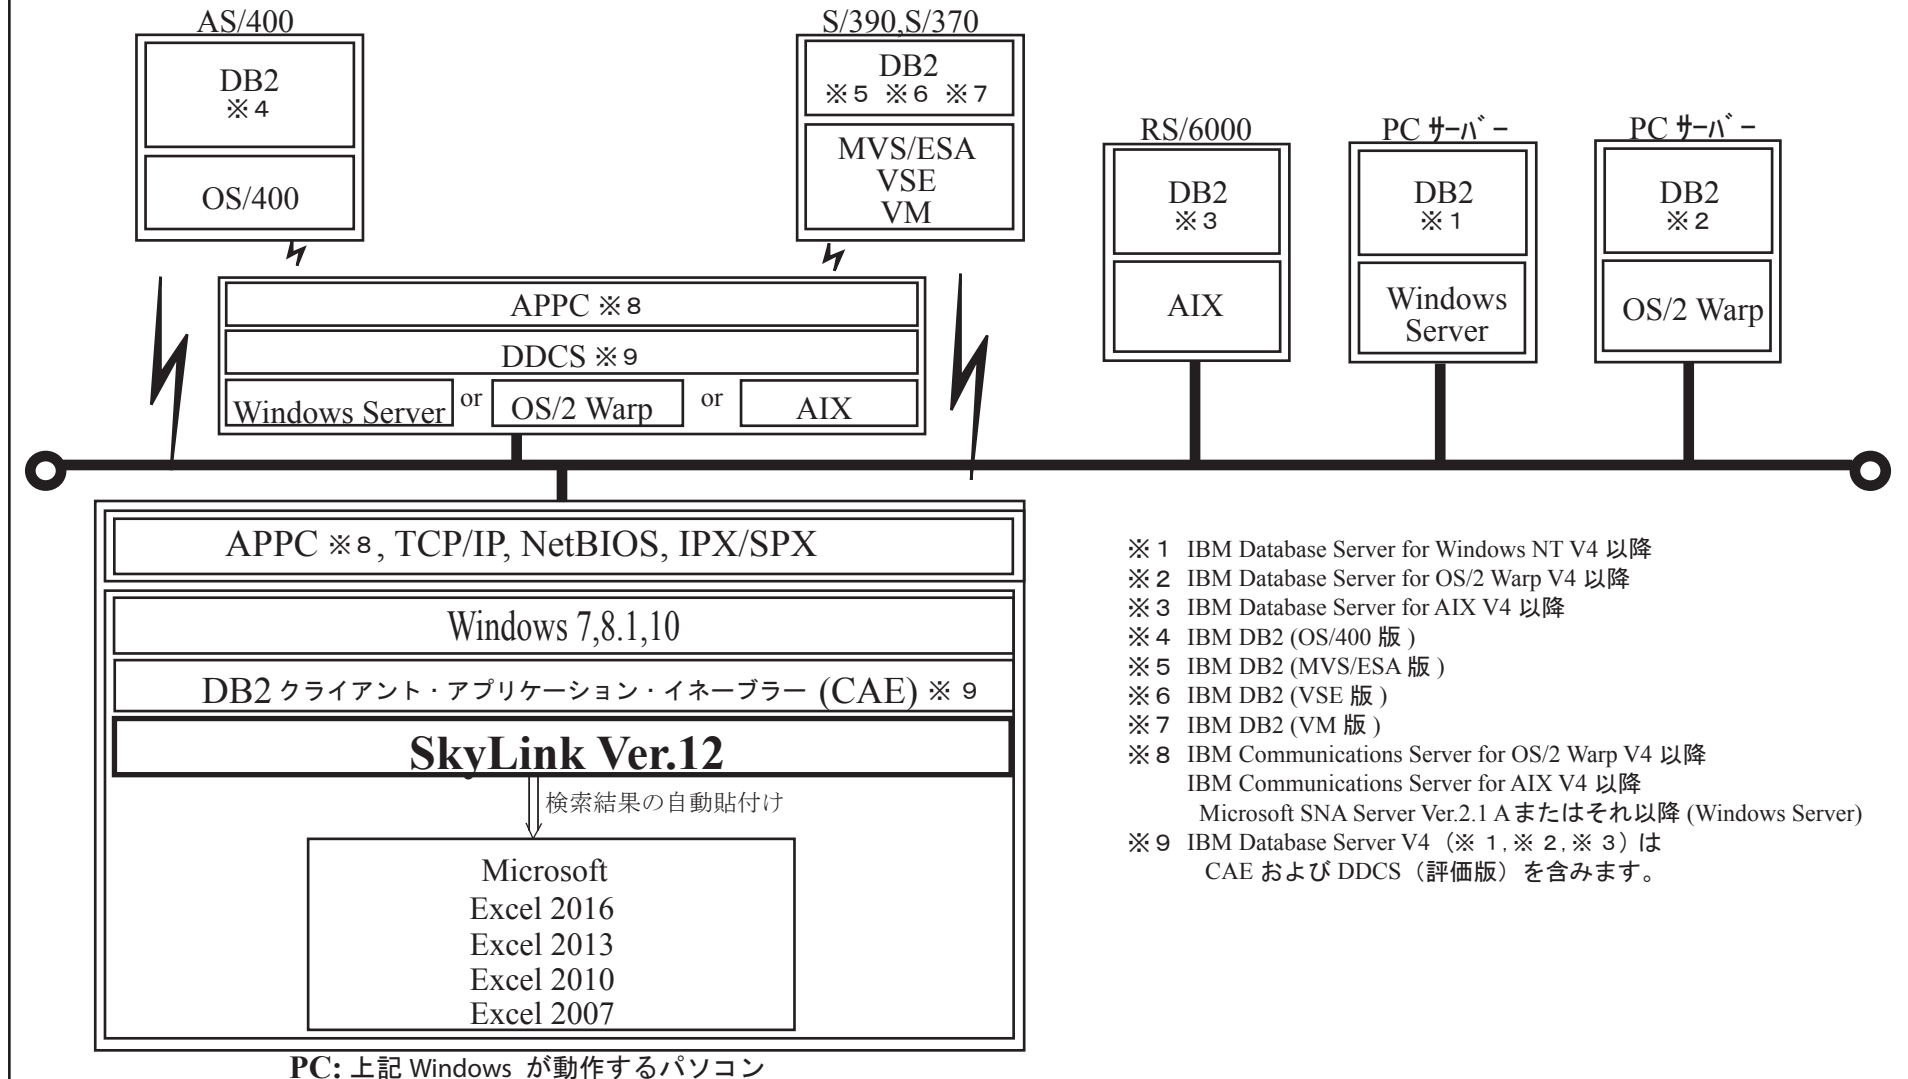 AS/400
DB2
※４
OS/400
S/390,S/370
DB2
※５ ※６ ※７
MVS/ESA
VSE
VM
RS/6000
DB2
※３
AIX
PC ｻｰﾊﾞｰ
DB2
※１
Windows
Server
PC ｻｰﾊﾞｰ
DB2
※２
OS/2 Warp
APPC ※８
DDCS ※９
Windows Server or OS/2 Warp or AIX
APPC ※８, TCP/IP, NetBIOS, IPX/SPX
Windows 7,8.1,10
DB2 クライアント・アプリケーション・イネーブラー (CAE) ※ ９
SkyLink Ver.12
検索結果の自動貼付け
Microsoft
Excel 2016
Excel 2013
Excel 2010
Excel 2007
PC: 上記 Windows が動作するパソコン
※１ IBM Database Server for Windows NT V4 以降
※２ IBM Database Server for OS/2 Warp V4 以降
※３ IBM Database Server for AIX V4 以降
※４ IBM DB2 (OS/400 版 )
※５ IBM DB2 (MVS/ESA 版 )
※６ IBM DB2 (VSE 版 )
※７ IBM DB2 (VM 版 )
※８ IBM Communications Server for OS/2 Warp V4 以降
IBM Communications Server for AIX V4 以降
Microsoft SNA Server Ver.2.1 A または それ以降 (Windows Server)
※９ IBM Database Server V4（※ １,※ ２,※ ３）は
CAE および DDCS（評価版）を含みます。